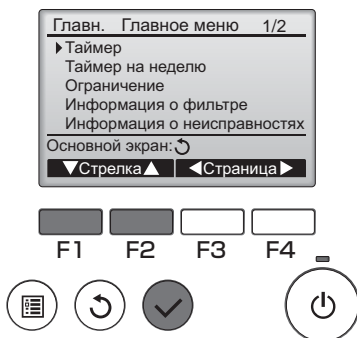 Главн. Главное меню 1/2
Таймер
Таймер на неделю
Ограничение
Информация о фильтре
Информация о неисправностях
Основной экран:
▼Стрелка▲ ◀Страница▶
F1 F2 F3 F4